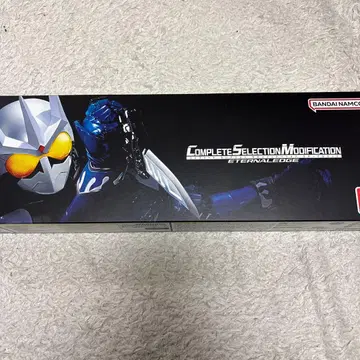 BANDAI NAMCO
COMPLETE SELECTION MODIFICATION
ETERNALEDGE